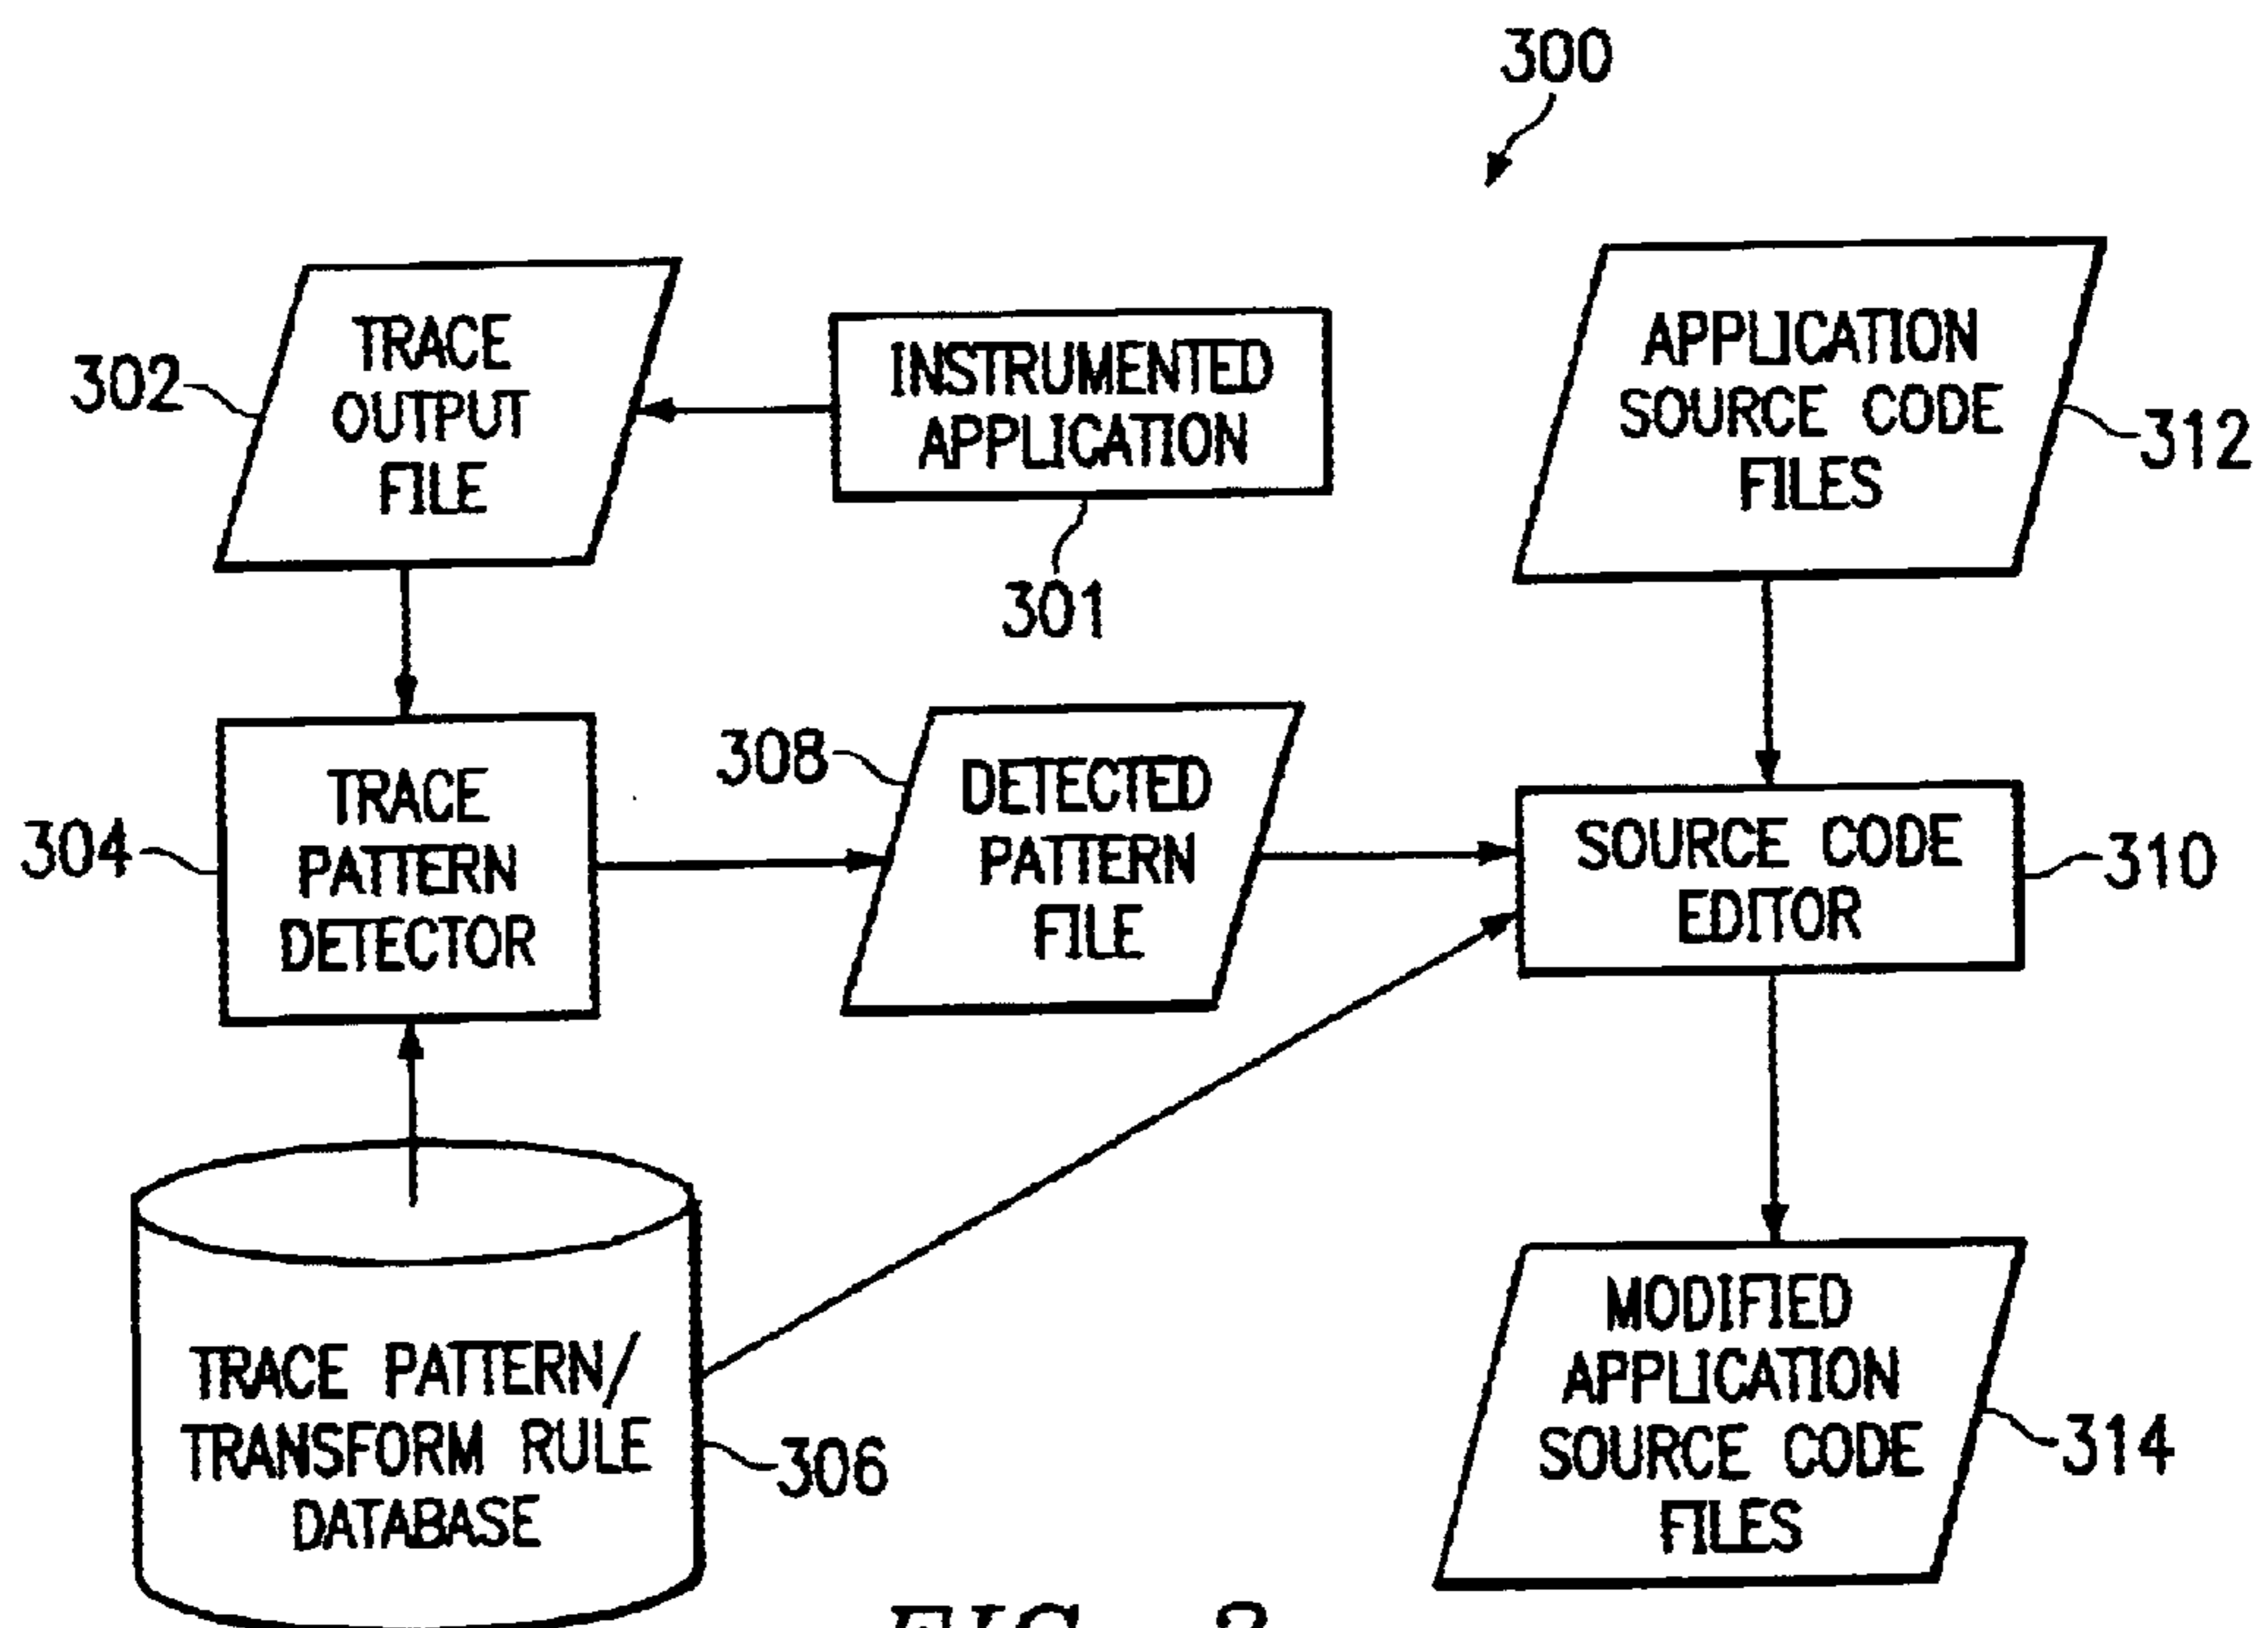 300
302
TRACE
OUTPUT
FILE
INSTRUMENTED
APPLICATION
301
APPLICATION
SOURCE CODE
FILES
312
304
TRACE
PATTERN
DETECTOR
308
DETECTED
PATTERN
FILE
SOURCE CODE
EDITOR
310
TRACE PATTERN/
TRANSFORM RULE
DATABASE
306
MODIFIED
APPLICATION
SOURCE CODE
FILES
314
FIG.